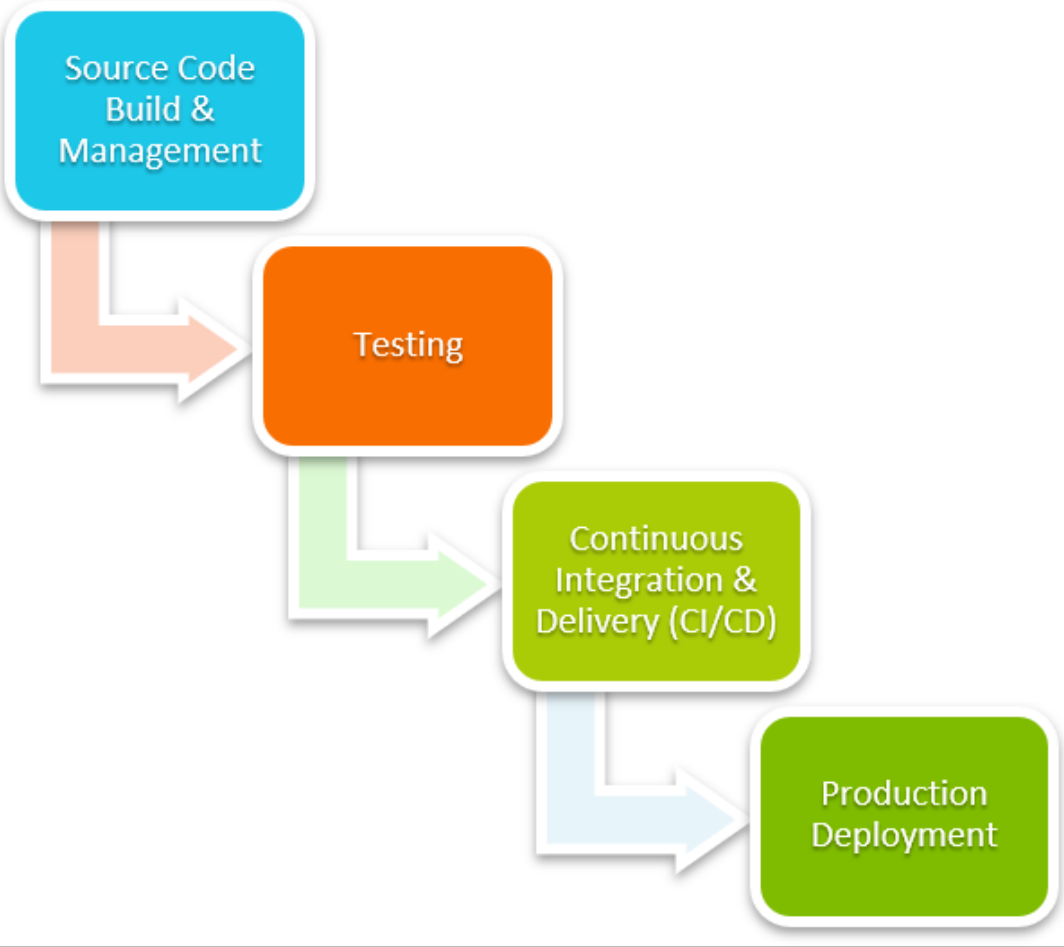 Source Code
Build &
Management
Testing
Continuous
Integration &
Delivery (CI/CD)
Production
Deployment